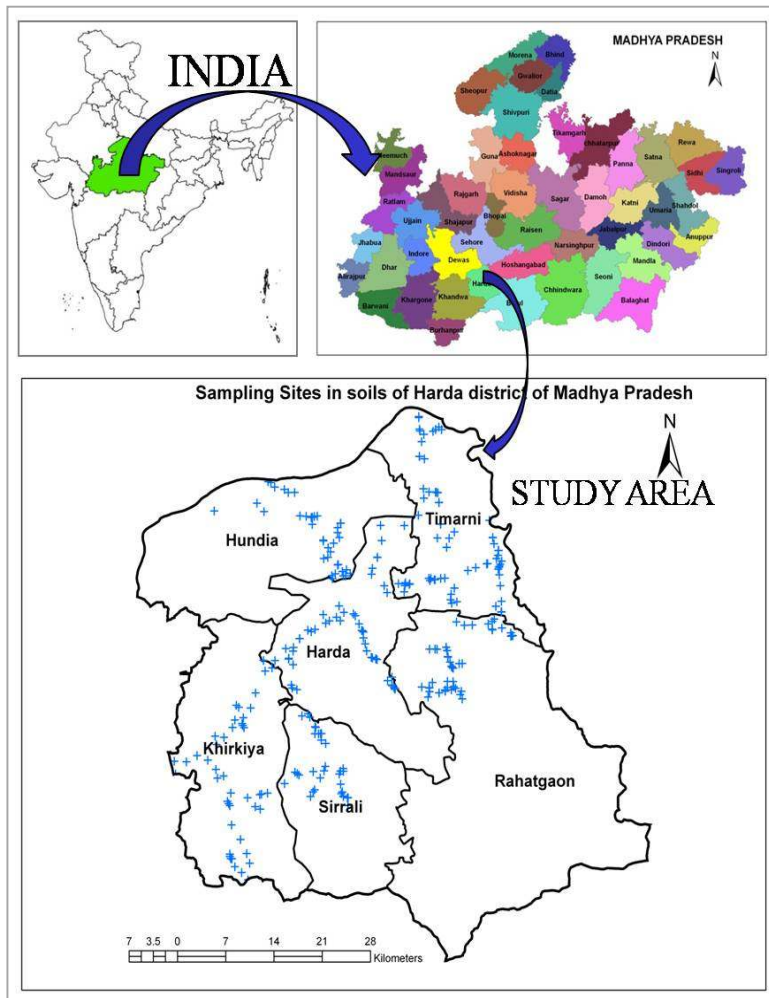 INDIA
MADHYA PRADESH
N
Morena
Bhind
Gwalior
Sheopur
Datia
Shivpuri
Tikamgarh
Chhatarpur
Neemuch
Guna
Ashoknagar
Panna
Satna
Rewa
Mandsaur
Sidhi
Singroli
Ratlam
Rajgarh
Vidisha
Sagar
Damoh
Katni
Umaria
Shahdol
Ujjain
Shajapur
Bhopal
Raisen
Jabalpur
Anuppur
Jhabua
Indore
Sehore
Dewas
Narsinghpur
Dindori
Mandla
Dhar
Hoshangabad
Seoni
Chhindwara
Barwani
Khargone
Khandwa
Balaghat
Burhanpur
Sampling Sites in soils of Harda district of Madhya Pradesh
N
STUDY AREA
Timarni
Hundia
Harda
Khirkiya
Sirrali
Rahatgaon
7 3.5 0 7 14 21 28
Kilometers